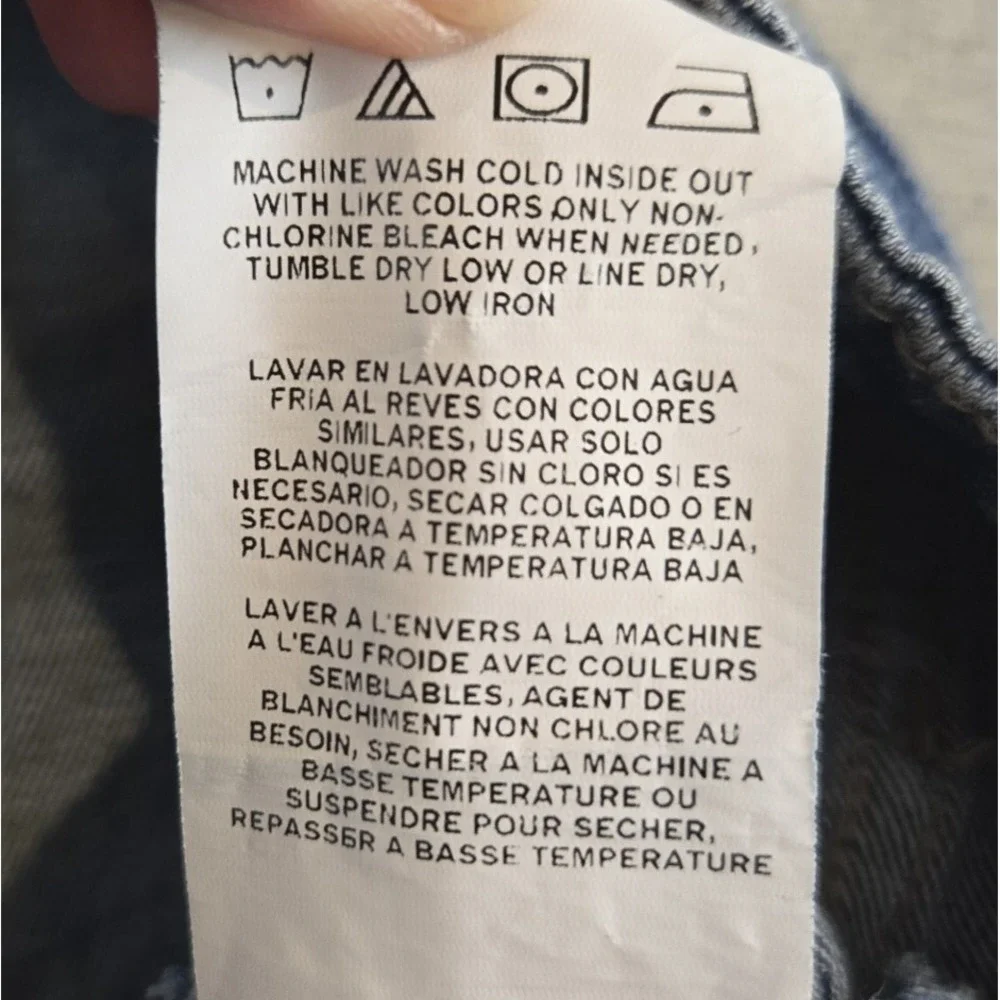 MACHINE WASH COLD INSIDE OUT
WITH LIKE COLORS ONLY NON-
CHLORINE BLEACH WHEN NEEDED,
TUMBLE DRY LOW OR LINE DRY,
LOW IRON
LAVAR EN LAVADORA CON AGUA
FRIA AL REVES CON COLORES
SIMILARES, USAR SOLO
BLANQUEADOR SIN CLORO SI ES
NECESARIO, SECAR COLGADO O EN
SECADORA A TEMPERATURA BAJA,
PLANCHAR A TEMPERATURA BAJA
LAVER A L'ENVERS A LA MACHINE
A L'EAU FROIDE AVEC COULEURS
SEMBLABLES, AGENT DE
BLANCHIMENT NON CHLORE AU
BESOIN, SECHER A LA MACHINE A
BASSE TEMPERATURE OU
SUSPENDRE POUR SECHER,
REPASSER A BASSE TEMPERATURE